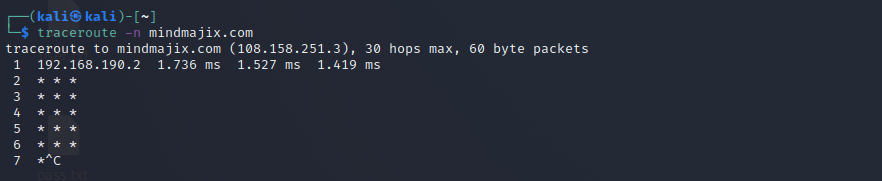 ┌──(kali㉿kali)-[~]
└─$ traceroute -n mindmajix.com
traceroute to mindmajix.com (108.158.251.3), 30 hops max, 60 byte packets
 1  192.168.190.2  1.736 ms  1.527 ms  1.419 ms
 2  * * *
 3  * * *
 4  * * *
 5  * * *
 6  * * *
 7  *^C
pass.txt